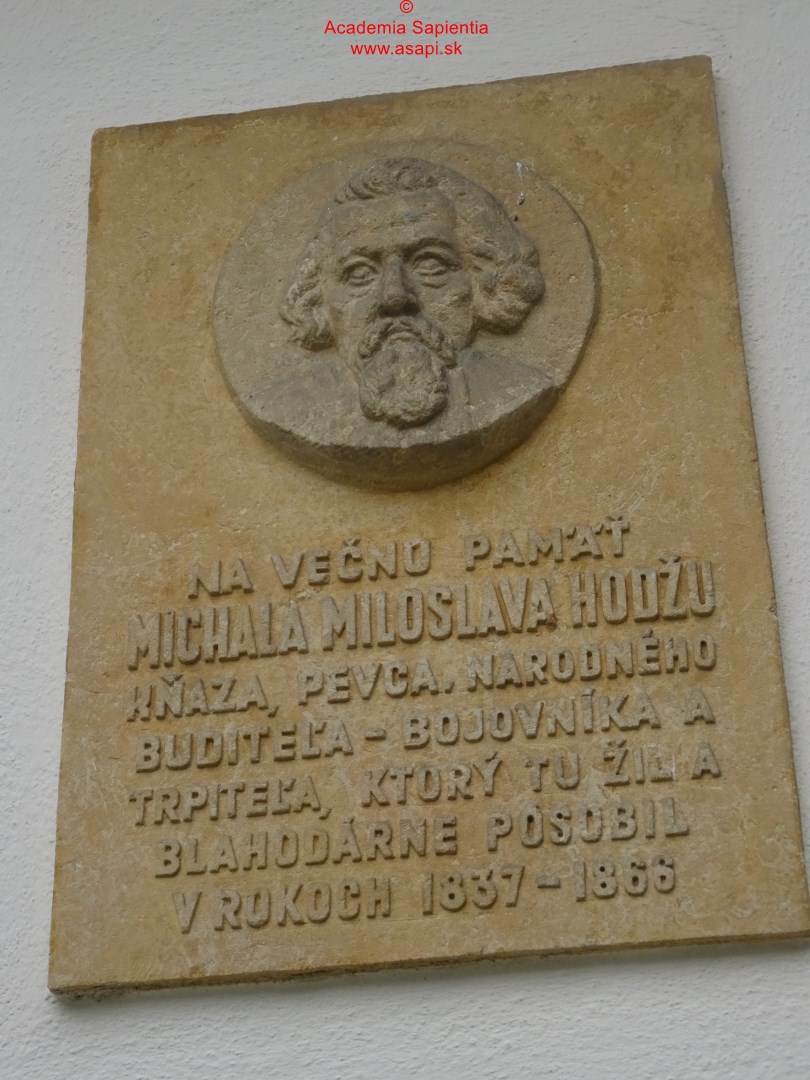 ©
Academia Sapientia
www.asapi.sk
NA VEČNO PAMÄŤ
MICHALA MILOSLAVA HODŽU
KŇAZA, PEVCA, NÁRODNÉHO
BUDITEĽA – BOJOVNÍKA A
TRPITEĽA, KTORÝ TU ŽIL A
BLAHODÁRNE PÔSOBIL
V ROKOCH 1837 – 1866